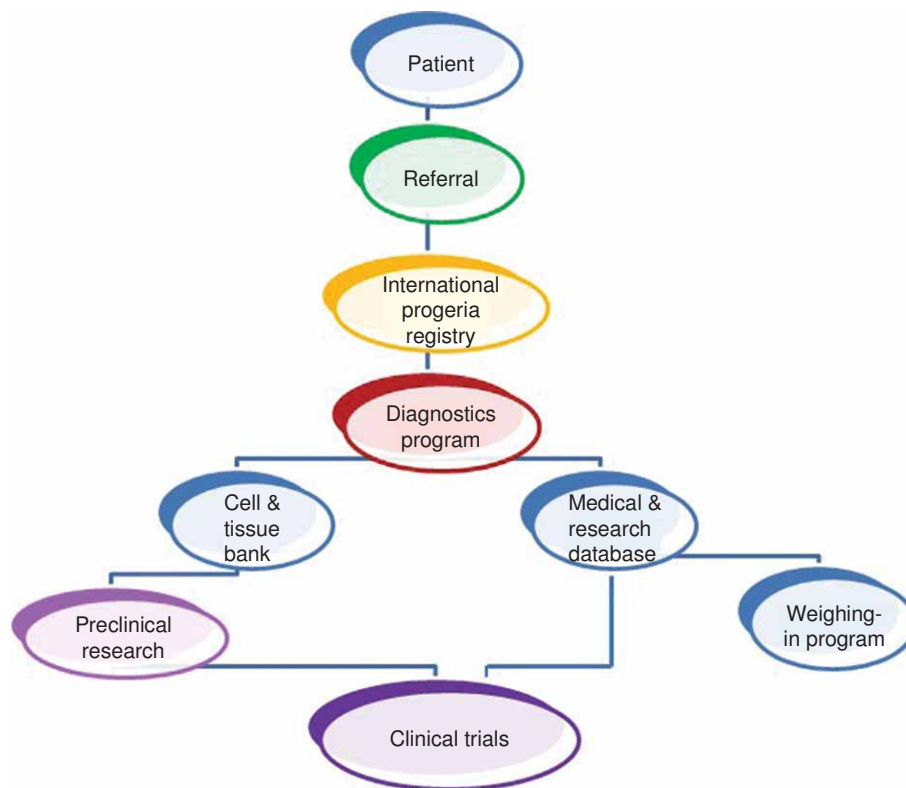 Patient
Referral
International
progeria
registry
Diagnostics
program
Cell &
tissue
bank
Medical &
research
database
Preclinical
research
Weighing-
in program
Clinical trials